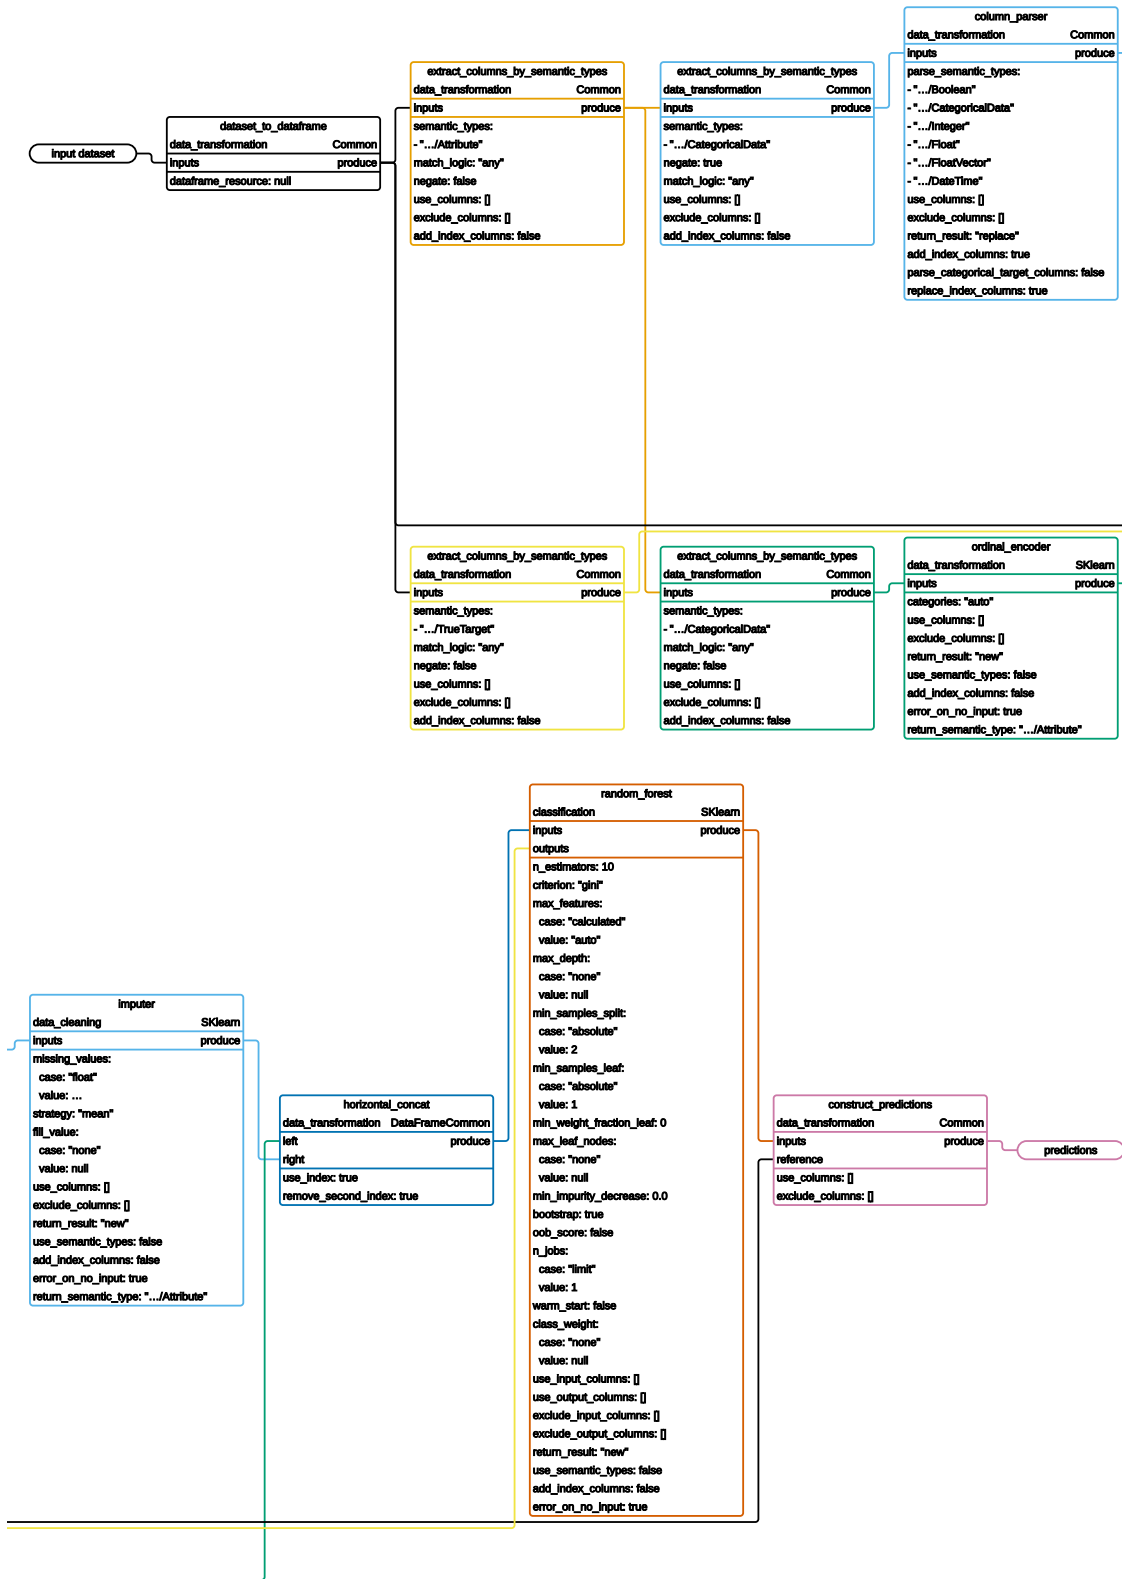 input dataset
dataset_to_dataframe
data_transformation Common
inputs produce
dataframe_resource: null
extract_columns_by_semantic_types
data_transformation Common
inputs produce
semantic_types:
- "…/Attribute"
match_logic: "any"
negate: false
use_columns: []
exclude_columns: []
add_index_columns: false
extract_columns_by_semantic_types
data_transformation Common
inputs produce
semantic_types:
- "…/CategoricalData"
negate: true
match_logic: "any"
use_columns: []
exclude_columns: []
add_index_columns: false
column_parser
data_transformation Common
inputs produce
parse_semantic_types:
- "…/Boolean"
- "…/CategoricalData"
- "…/Integer"
- "…/Float"
- "…/FloatVector"
- "…/DateTime"
use_columns: []
exclude_columns: []
return_result: "replace"
add_index_columns: true
parse_categorical_target_columns: false
replace_index_columns: true
extract_columns_by_semantic_types
data_transformation Common
inputs produce
semantic_types:
- "…/TrueTarget"
match_logic: "any"
negate: false
use_columns: []
exclude_columns: []
add_index_columns: false
extract_columns_by_semantic_types
data_transformation Common
inputs produce
semantic_types:
- "…/CategoricalData"
match_logic: "any"
negate: false
use_columns: []
exclude_columns: []
add_index_columns: false
ordinal_encoder
data_transformation SKlearn
inputs produce
categories: "auto"
use_columns: []
exclude_columns: []
return_result: "new"
use_semantic_types: false
add_index_columns: false
error_on_no_input: true
return_semantic_type: "…/Attribute"
imputer
data_cleaning SKlearn
inputs produce
missing_values:
case: "float"
value: …
strategy: "mean"
fill_value:
case: "none"
value: null
use_columns: []
exclude_columns: []
return_result: "new"
use_semantic_types: false
add_index_columns: false
error_on_no_input: true
return_semantic_type: "…/Attribute"
horizontal_concat
data_transformation DataFrameCommon
left produce
right
use_index: true
remove_second_index: true
random_forest
classification SKlearn
inputs produce
outputs
n_estimators: 10
criterion: "gini"
max_features:
case: "calculated"
value: "auto"
max_depth:
case: "none"
value: null
min_samples_split:
case: "absolute"
value: 2
min_samples_leaf:
case: "absolute"
value: 1
min_weight_fraction_leaf: 0
max_leaf_nodes:
case: "none"
value: null
min_impurity_decrease: 0.0
bootstrap: true
oob_score: false
n_jobs:
case: "limit"
value: 1
warm_start: false
class_weight:
case: "none"
value: null
use_input_columns: []
use_output_columns: []
exclude_input_columns: []
exclude_output_columns: []
return_result: "new"
use_semantic_types: false
add_index_columns: false
error_on_no_input: true
construct_predictions
data_transformation Common
inputs produce
reference
use_columns: []
exclude_columns: []
predictions